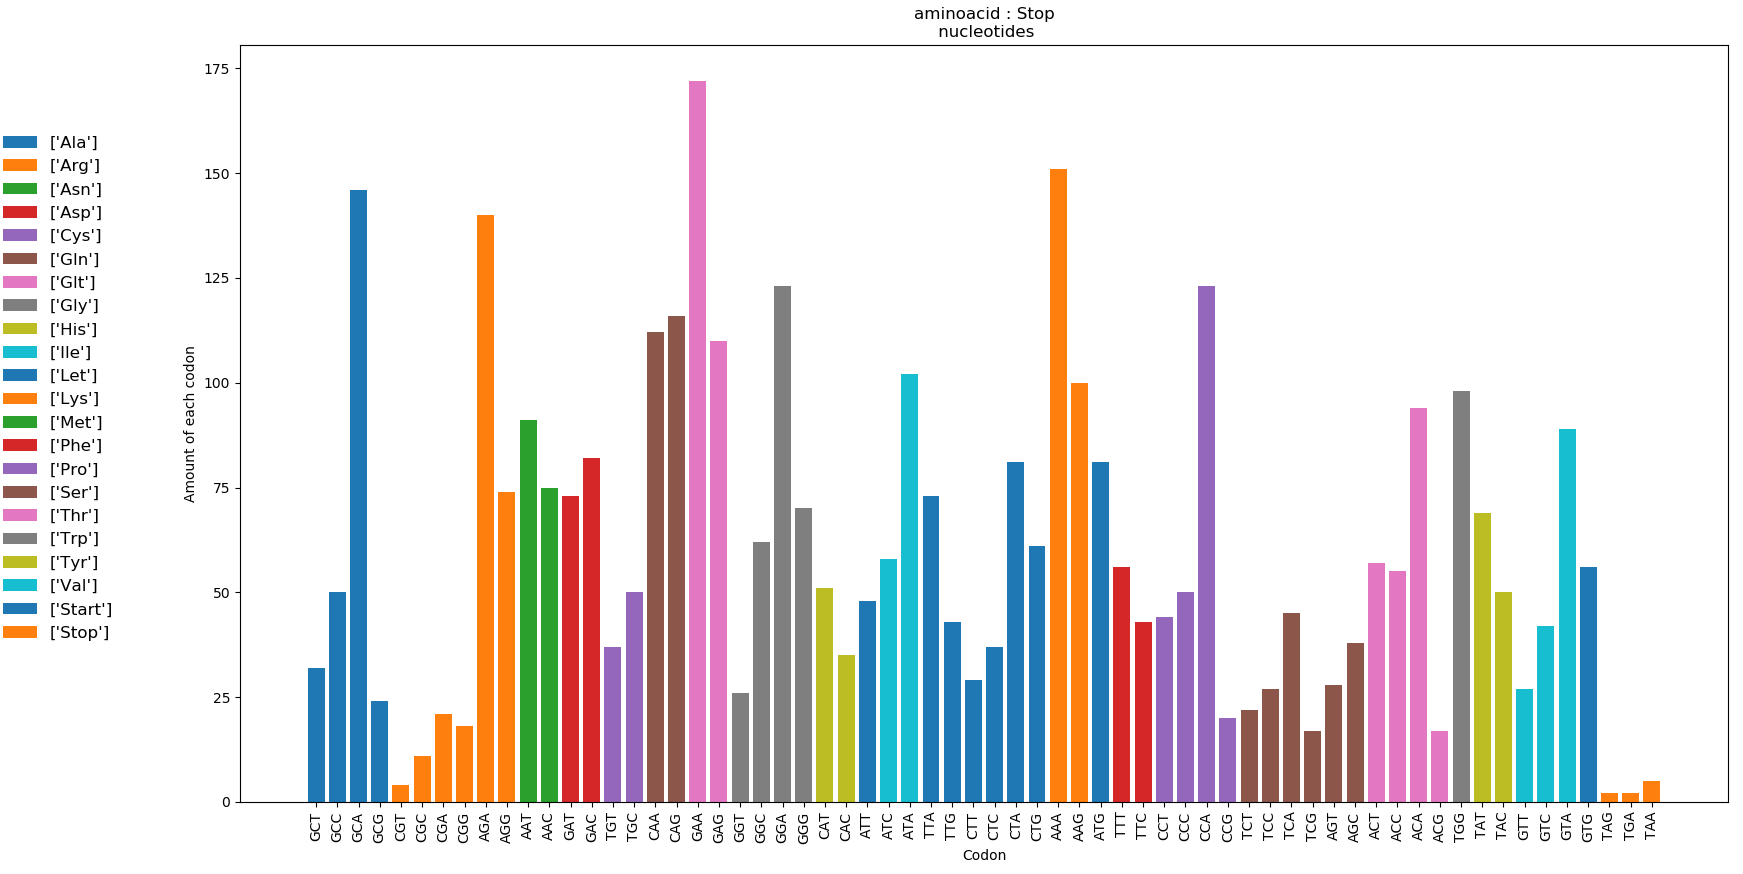 aminoacid : Stop
nucleotides
['Ala']
['Arg']
['Asn']
['Asp']
['Cys']
['Gln']
['Glt']
['Gly']
['His']
['Ile']
['Let']
['Lys']
['Met']
['Phe']
['Pro']
['Ser']
['Thr']
['Trp']
['Tyr']
['Val']
['Start']
['Stop']
Amount of each codon
175
150
125
100
75
50
25
0
GCT GCC GCA GCG CGT CGC CGA CGG AGA AGG AAT AAC GAT GAC TGT TGC CAA CAG GAA GAG GGT GGC GGA GGG CAT CAC ATT ATC ATA TTA TTG CTT CTC CTA CTG AAA AAG ATG TTT TTC CCT CCC CCA CCG TCT TCC TCA TCG AGT AGC ACT ACC ACA ACG TGG TAT TAC GTT GTC GTA GTG TAG TGA TAA
Codon